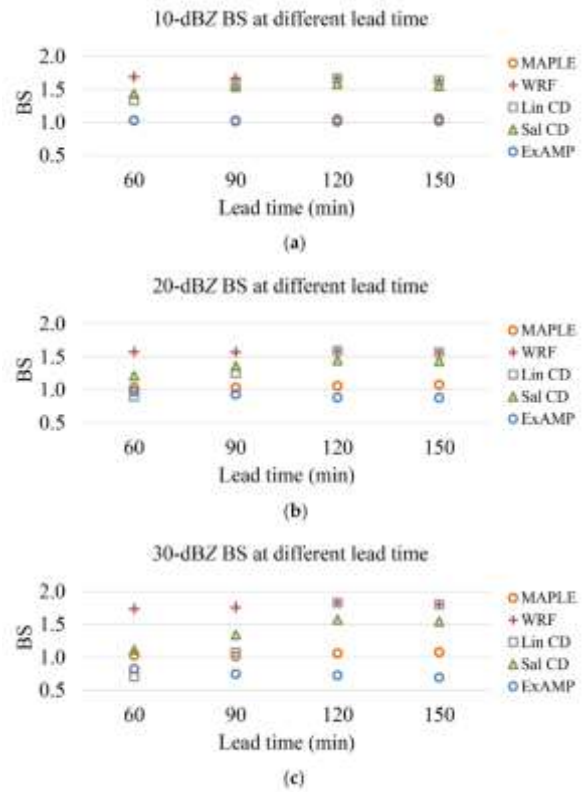 10-dBZ BS at different lead time
2.0
1.5
1.0
0.5
BS
60 90 120 150
Lead time (min)
MAPLE
WRF
Lin CD
Sal CD
ExAMP
(a)
20-dBZ BS at different lead time
2.0
1.5
1.0
0.5
BS
60 90 120 150
Lead time (min)
MAPLE
WRF
Lin CD
Sal CD
ExAMP
(b)
30-dBZ BS at different lead time
2.0
1.5
1.0
0.5
BS
60 90 120 150
Lead time (min)
MAPLE
WRF
Lin CD
Sal CD
ExAMP
(c)